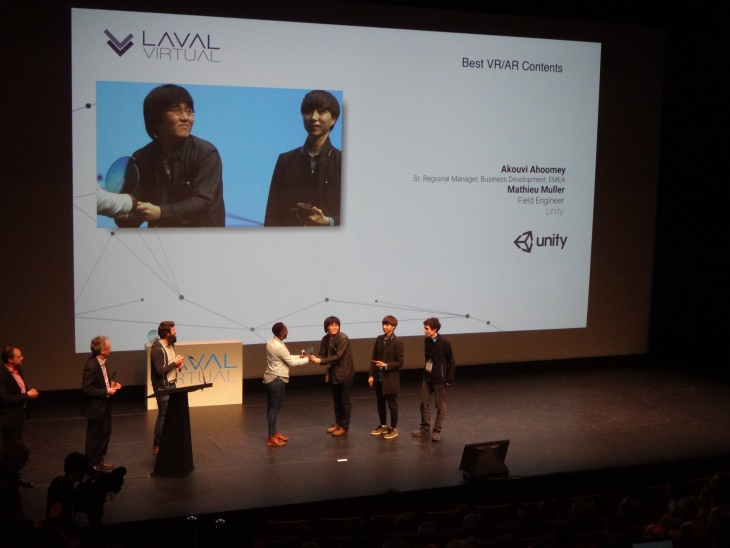 LAVAL
VIRTUAL
Best VR/AR Contents
Akouvi Ahoomey
Sr. Regional Manager, Business Development, EMEA
Mathieu Muller
Field Engineer
Unity
unity
LAVAL
VIRTUAL